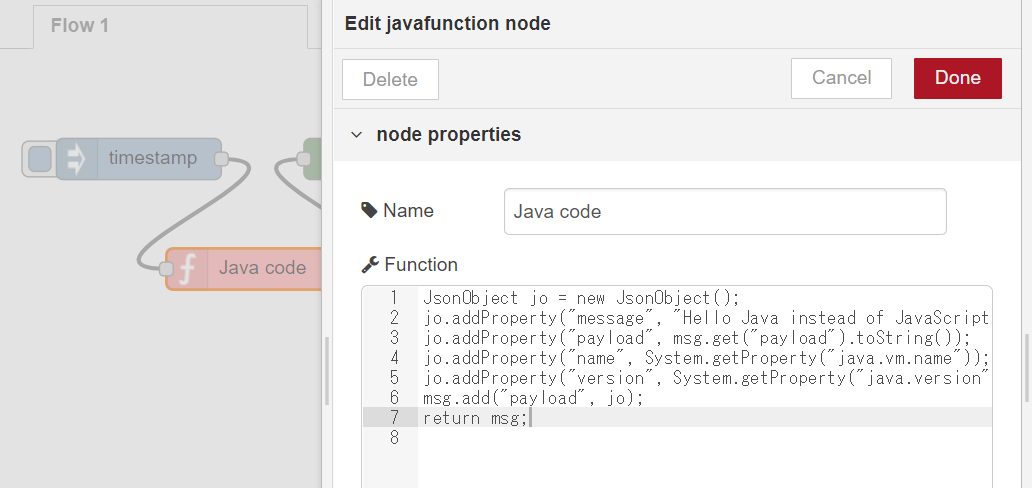 Flow 1
Edit javafunction node
Delete
Cancel
Done
node properties
timestamp
Name
Java code
Java code
Function
1 JsonObject jo = new JsonObject();
2 jo.addProperty("message", "Hello Java instead of JavaScript
3 jo.addProperty("payload", msg.get("payload").toString());
4 jo.addProperty("name", System.getProperty("java.vm.name"));
5 jo.addProperty("version", System.getProperty("java.version"
6 msg.add("payload", jo);
7 return msg;
8